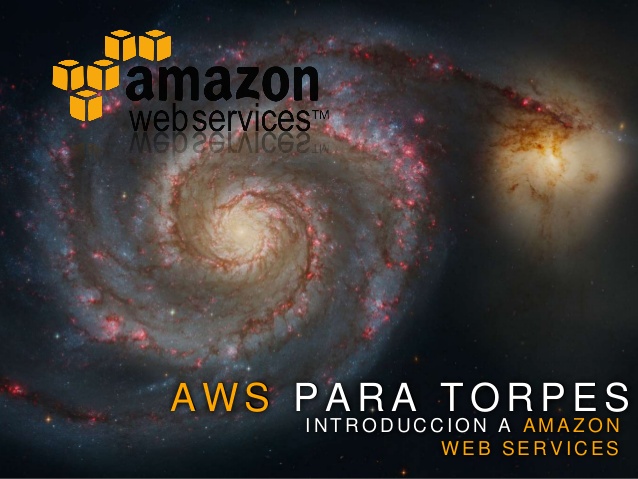 amazon
webservices™
AWS PARA TORPES
INTRODUCCION A AMAZON
WEB SERVICES